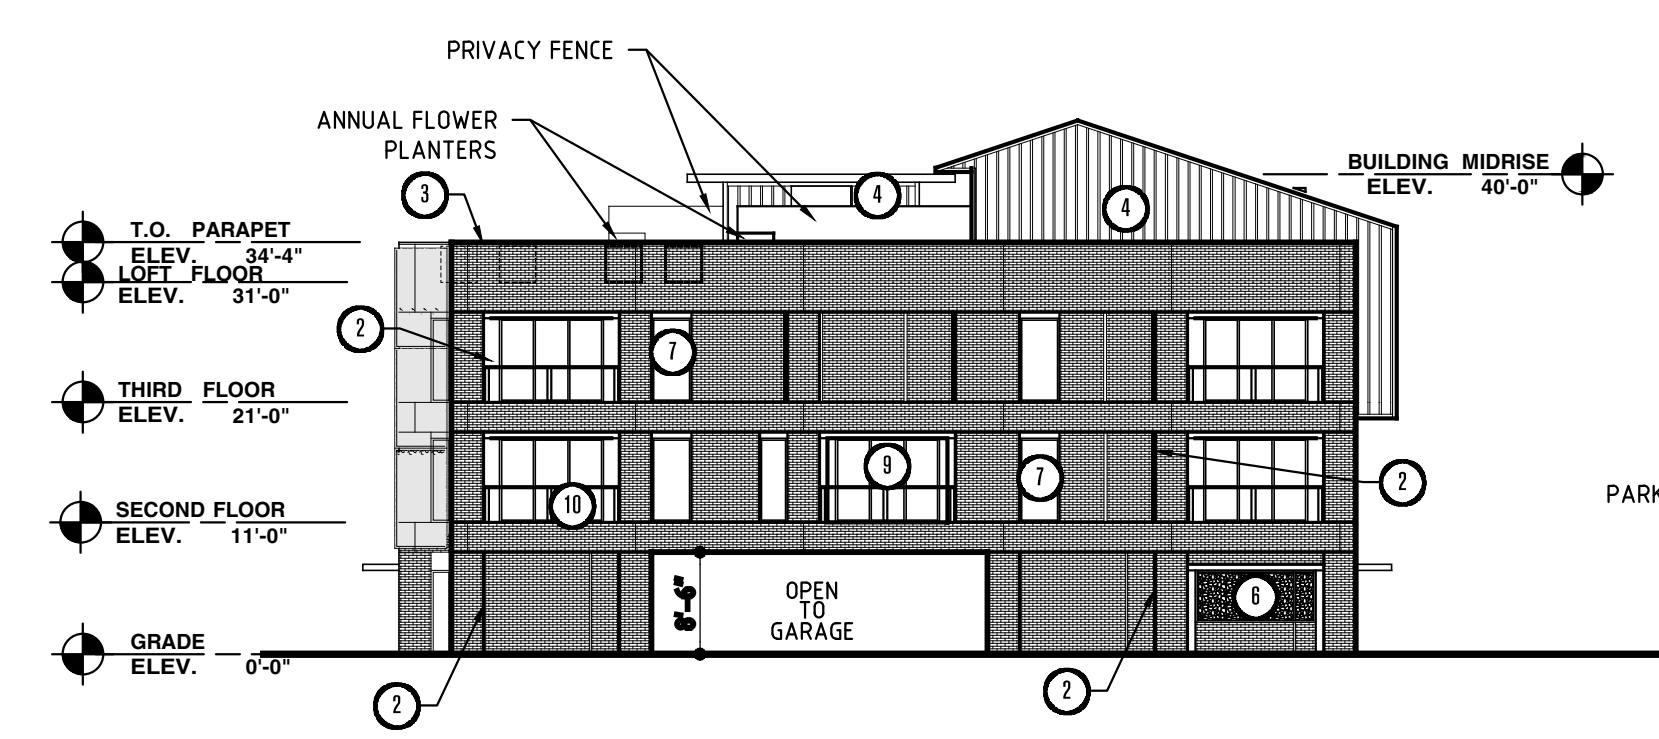 PRIVACY FENCE
ANNUAL FLOWER
PLANTERS
BUILDING MIDRISE
ELEV. 40'-0"
3
4
4
T.O. PARAPET
ELEV. 34'-4"
LOFT FLOOR
ELEV. 31'-0"
2
7
THIRD FLOOR
ELEV. 21'-0"
9
7
2
10
PARK
SECOND FLOOR
ELEV. 11'-0"
8'-6"
OPEN
TO
GARAGE
6
GRADE
ELEV. 0'-0"
2
2